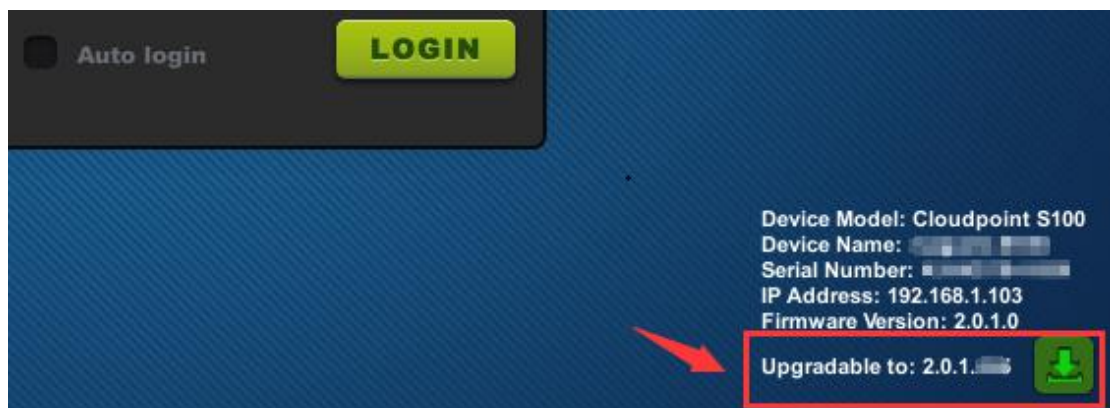 Auto login
LOGIN
Device Model: Cloudpoint S100
Device Name:
Serial Number:
IP Address: 192.168.1.103
Firmware Version: 2.0.1.0
Upgradable to: 2.0.1.